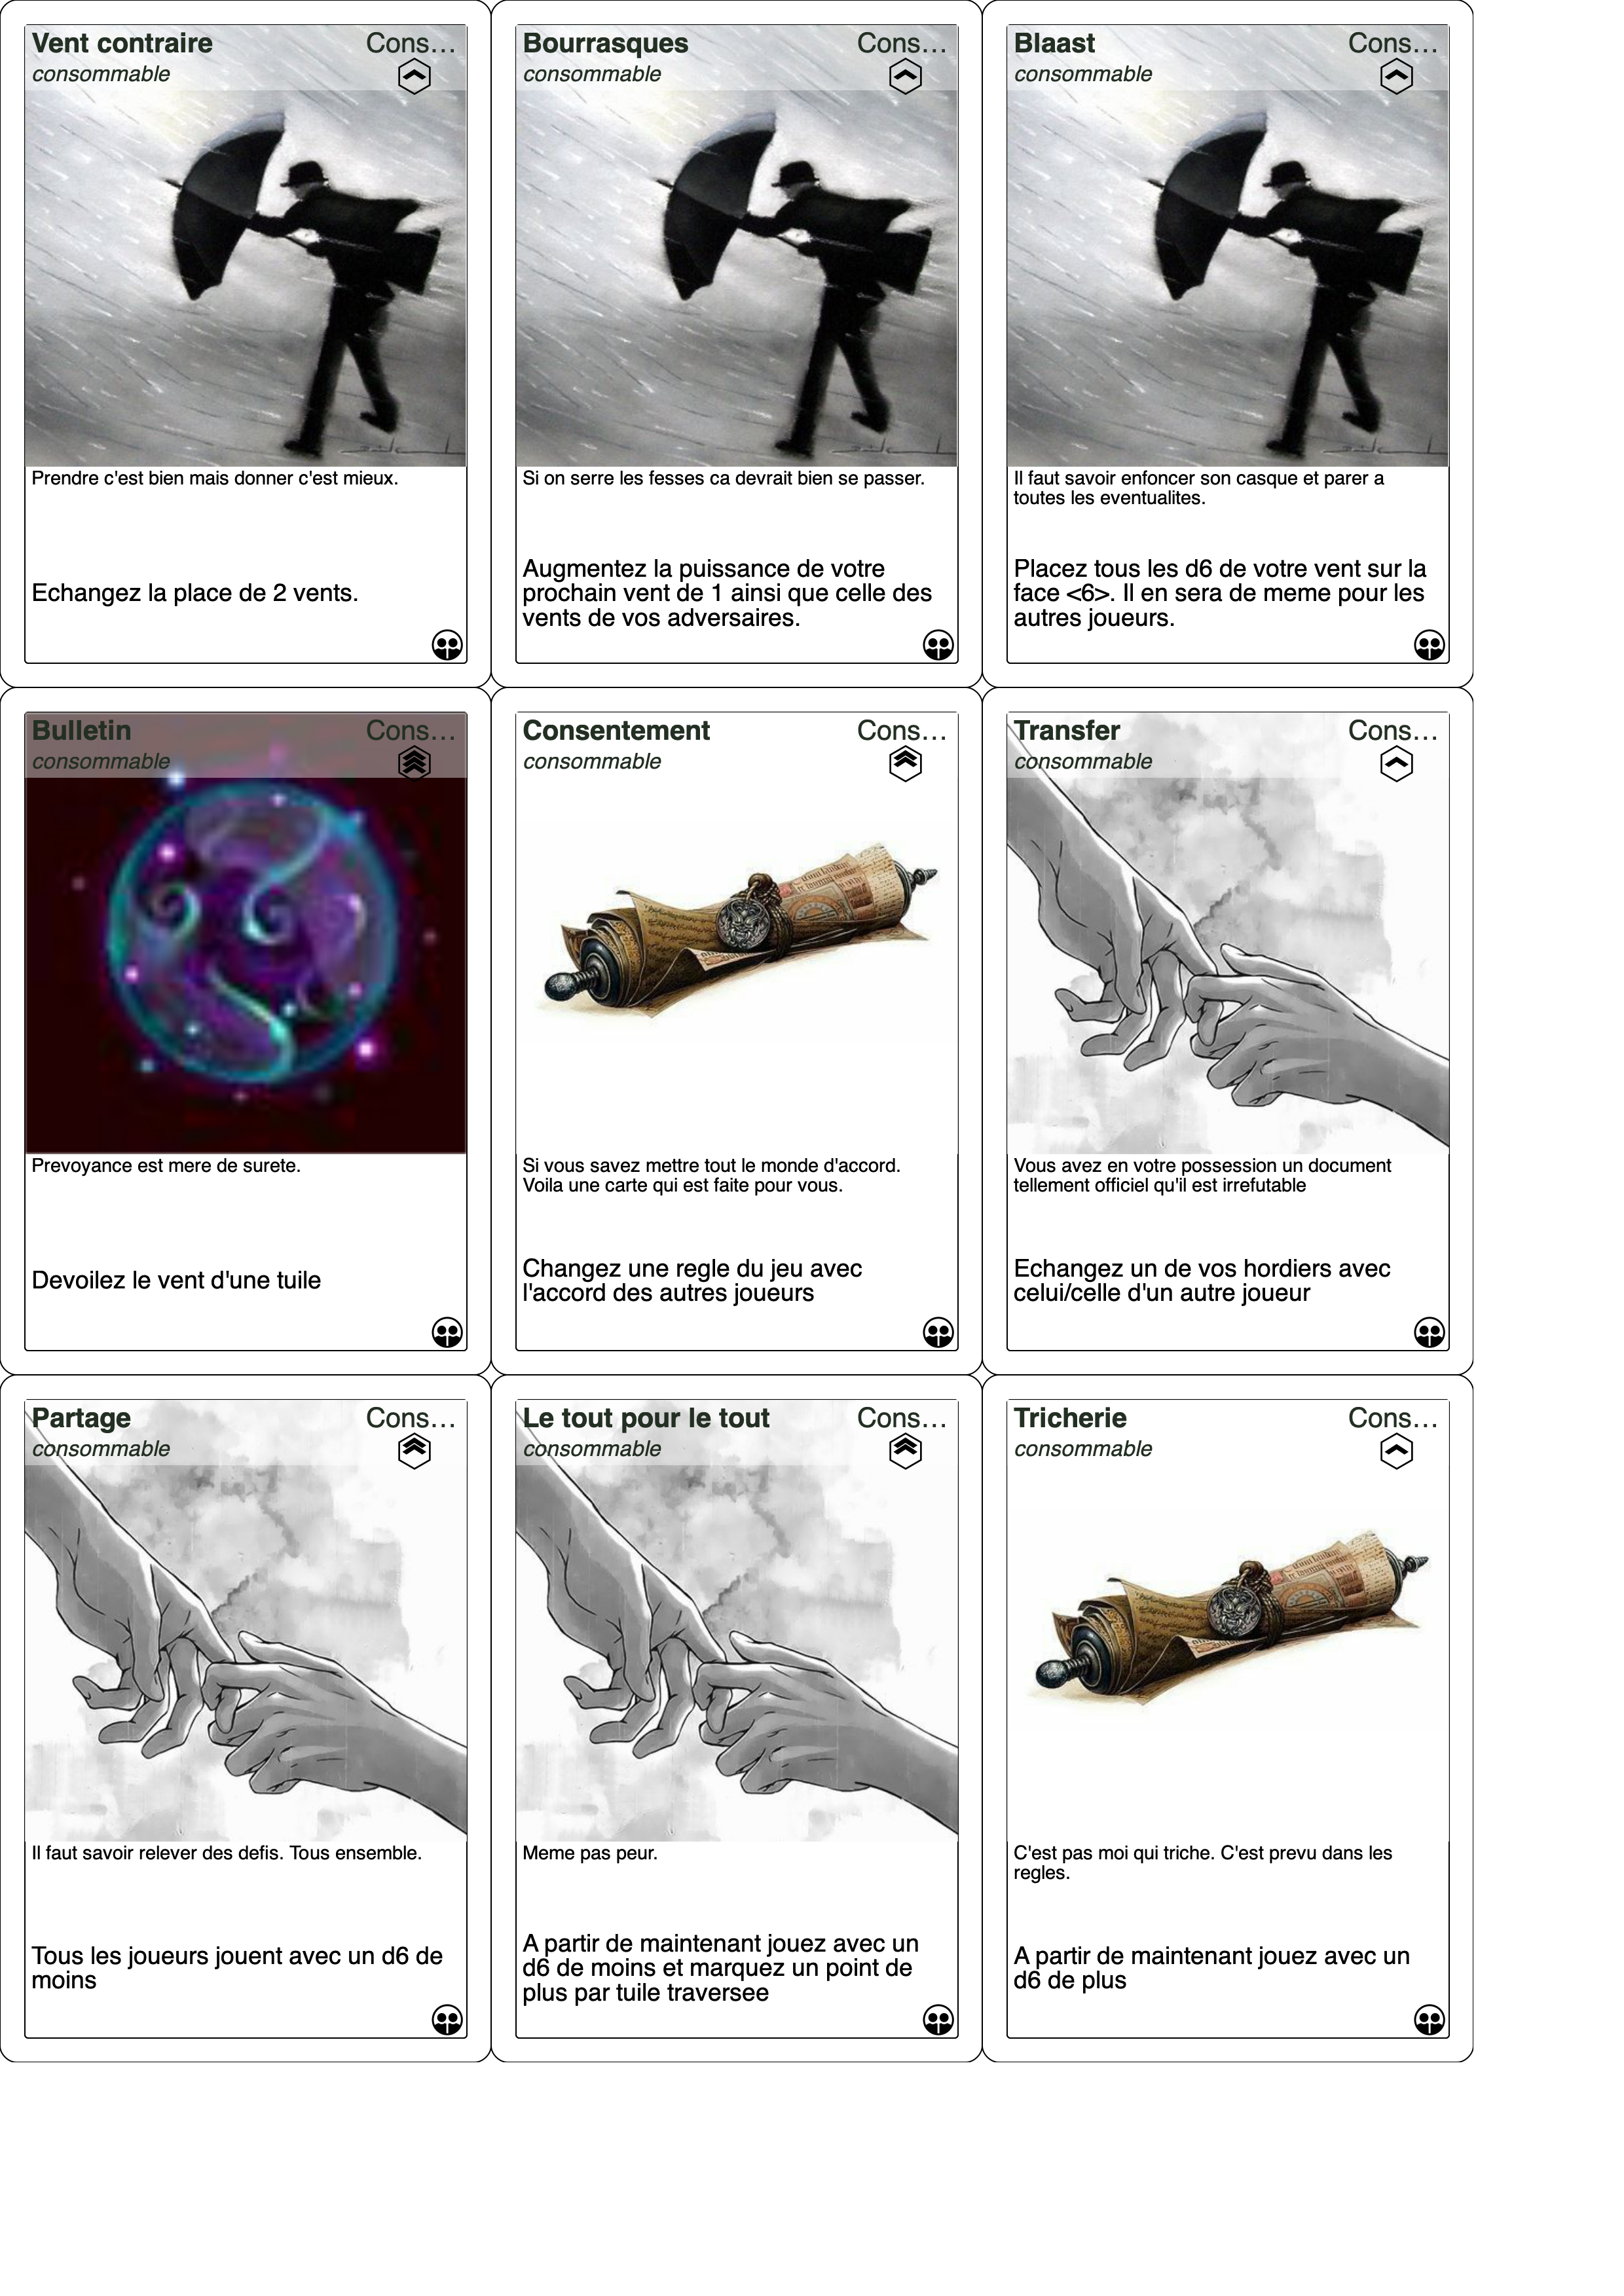 Vent contraire Cons…
consommable
Prendre c'est bien mais donner c'est mieux.
Echangez la place de 2 vents.
Bourrasques Cons…
consommable
Si on serre les fesses ca devrait bien se passer.
Augmentez la puissance de votre
prochain vent de 1 ainsi que celle des
vents de vos adversaires.
Blaast Cons…
consommable
Il faut savoir enfoncer son casque et parer a
toutes les eventualites.
Placez tous les d6 de votre vent sur la
face <6>. Il en sera de meme pour les
autres joueurs.
Bulletin Cons…
consommable
Prevoyance est mere de surete.
Devoilez le vent d'une tuile
Consentement Cons…
consommable
Si vous savez mettre tout le monde d'accord.
Voila une carte qui est faite pour vous.
Changez une regle du jeu avec
l'accord des autres joueurs
Transfer Cons…
consommable
Vous avez en votre possession un document
tellement officiel qu'il est irrefutable
Echangez un de vos hordiers avec
celui/celle d'un autre joueur
Partage Cons…
consommable
Il faut savoir relever des defis. Tous ensemble.
Tous les joueurs jouent avec un d6 de
moins
Le tout pour le tout Cons…
consommable
Meme pas peur.
A partir de maintenant jouez avec un
d6 de moins et marquez un point de
plus par tuile traversee
Tricherie Cons…
consommable
C'est pas moi qui triche. C'est prevu dans les
regles.
A partir de maintenant jouez avec un
d6 de plus